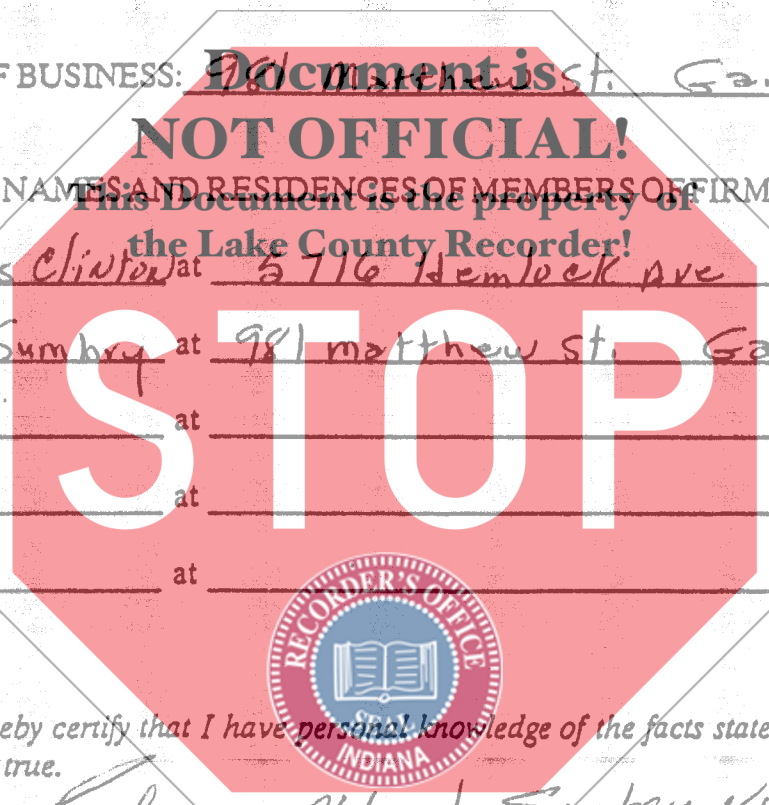 F BUSINESS: 981 Matthew St. Ga
Document is
NOT OFFICIAL!
NAMES AND RESIDENCES OF MEMBERS OF FIRM
This Document is the property of
the Lake County Recorder!
s Clinton at 5716 Hemlock Ave
Sumbry at 981 matthew St. Ga
STOP
at
at
at
RECORDER'S OFFICE
SEAL
INDIANA
eby certify that I have personal knowledge of the facts state
true.